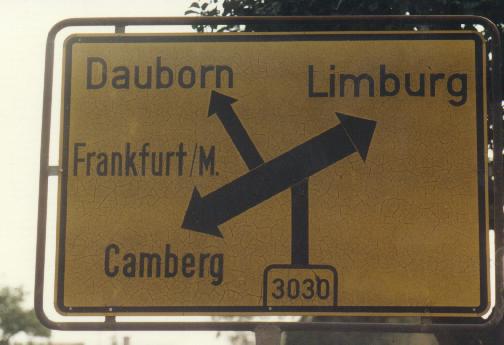 Dauborn
Limburg
Frankfurt/M.
Camberg
3030